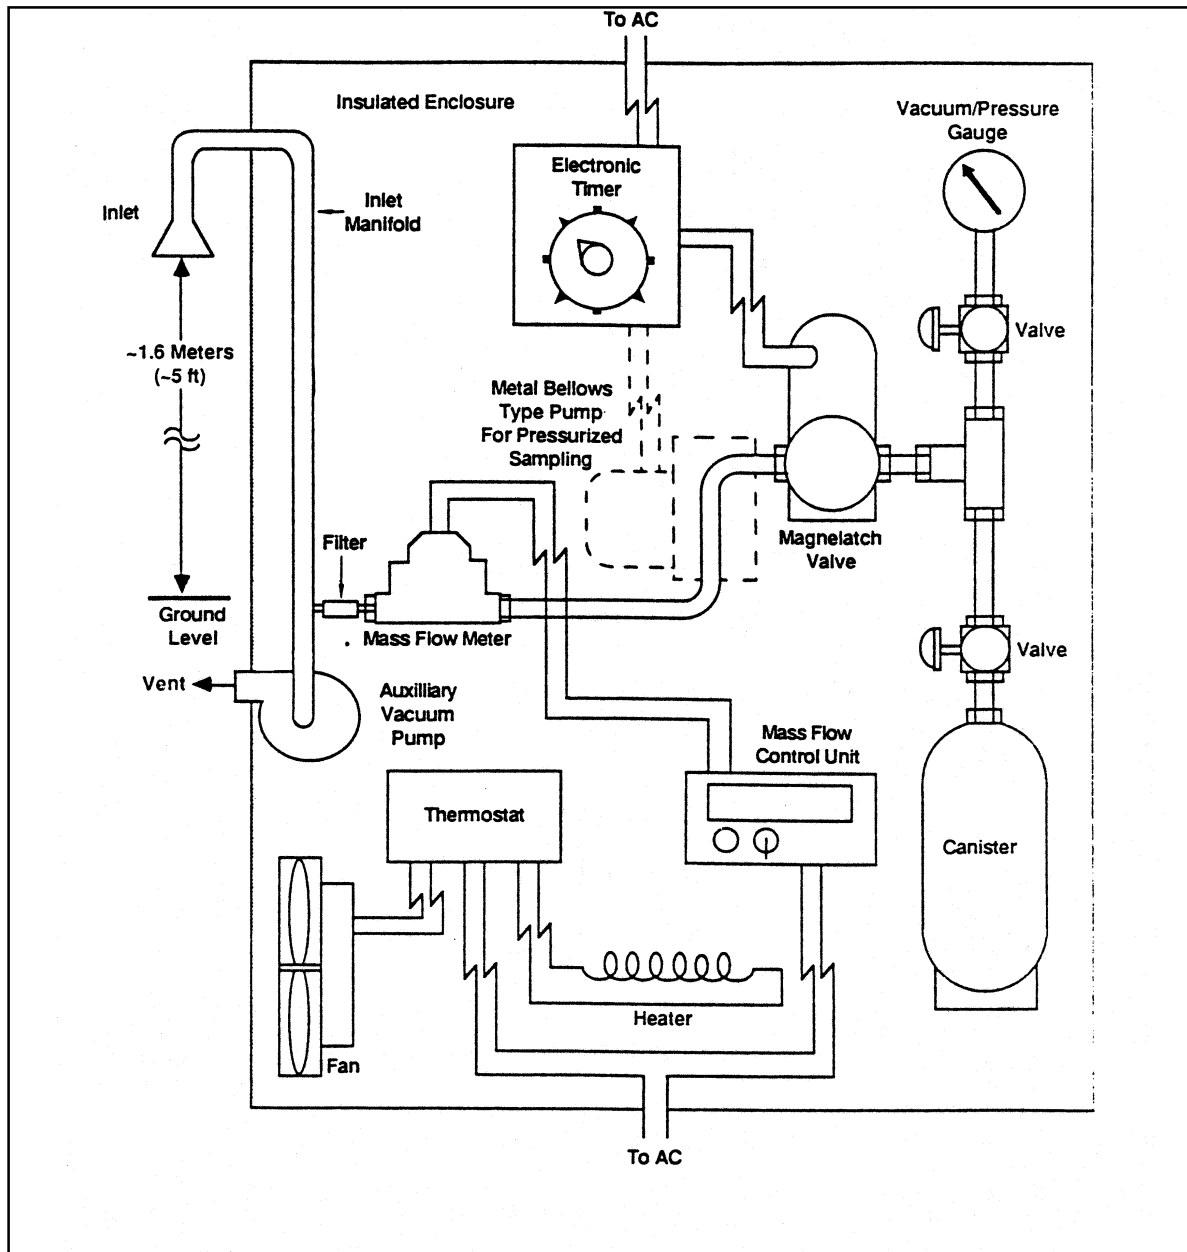 To AC
Insulated Enclosure
Vacuum/Pressure
Gauge
Electronic
Timer
Inlet
Inlet
Manifold
Valve
~1.6 Meters
(~5 ft)
Metal Bellows
Type Pump
For Pressurized
Sampling
Magnelatch
Valve
Filter
Ground
Level
Mass Flow Meter
Valve
Vent
Auxilliary
Vacuum
Pump
Mass Flow
Control Unit
Thermostat
Canister
Heater
Fan
To AC